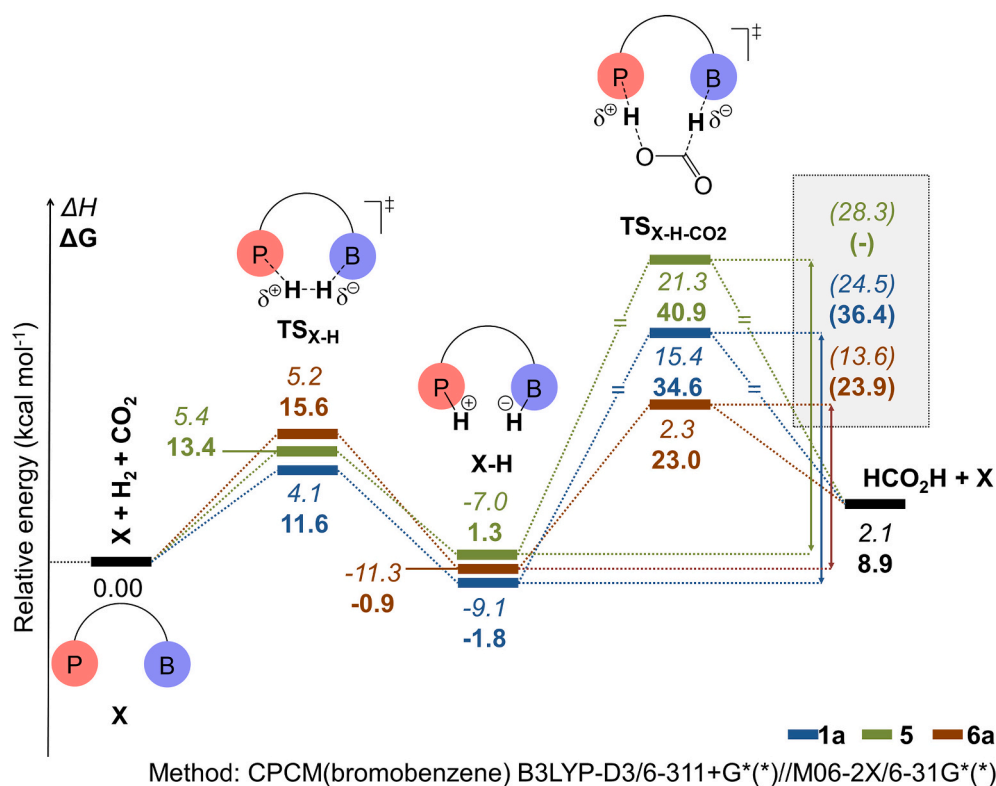 P
B
‡
δ⊕
H
H
δ⊖
O
O
ΔH
ΔG
P
B
‡
δ⊕
H
H
δ⊖
TS_X-H
TS_X-H-CO2
(28.3)
(-)
(24.5)
(36.4)
(13.6)
(23.9)
21.3
40.9
=
=
15.4
34.6
=
=
2.3
23.0
5.2
15.6
5.4
13.4
4.1
11.6
P
B
⊕
⊖
H
H
X-H
-7.0
1.3
-11.3
-0.9
-9.1
-1.8
HCO₂H + X
2.1
8.9
X + H₂ + CO₂
Relative energy (kcal mol⁻¹)
0.00
P
B
X
1a
5
6a
Method: CPCM(bromobenzene) B3LYP-D3/6-311+G*(*)//M06-2X/6-31G*(*)